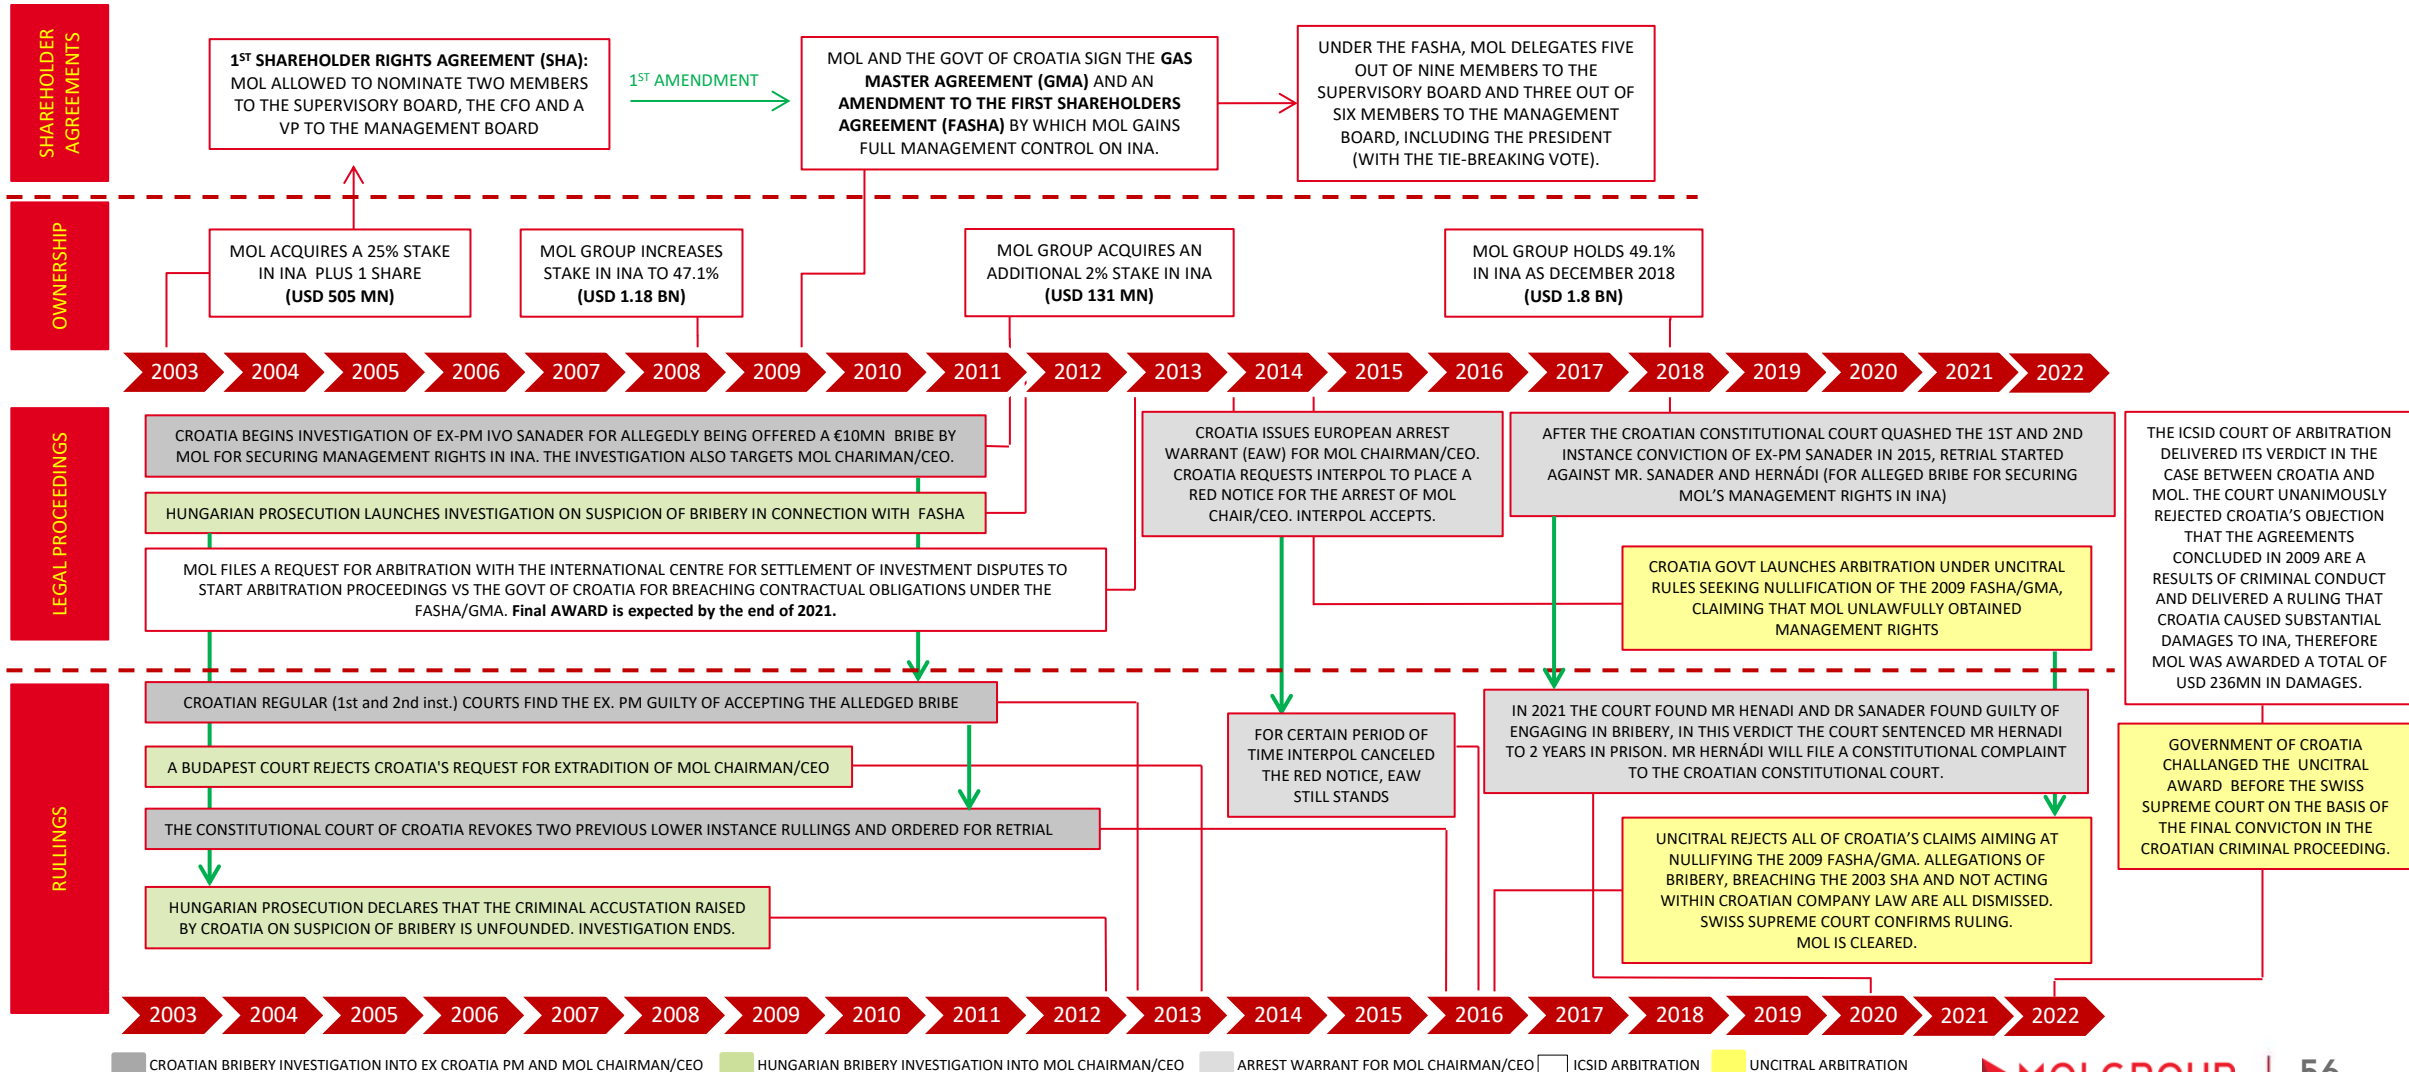 SHAREHOLDER
AGREEMENTS
1ST SHAREHOLDER RIGHTS AGREEMENT (SHA):
MOL ALLOWED TO NOMINATE TWO MEMBERS
TO THE SUPERVISORY BOARD, THE CFO AND A
VP TO THE MANAGEMENT BOARD
1ST AMENDMENT
MOL AND THE GOVT OF CROATIA SIGN THE GAS
MASTER AGREEMENT (GMA) AND AN
AMENDMENT TO THE FIRST SHAREHOLDERS
AGREEMENT (FASHA) BY WHICH MOL GAINS
FULL MANAGEMENT CONTROL ON INA.
UNDER THE FASHA, MOL DELEGATES FIVE
OUT OF NINE MEMBERS TO THE
SUPERVISORY BOARD AND THREE OUT OF
SIX MEMBERS TO THE MANAGEMENT
BOARD, INCLUDING THE PRESIDENT
(WITH THE TIE-BREAKING VOTE).
OWNERSHIP
MOL ACQUIRES A 25% STAKE
IN INA PLUS 1 SHARE
(USD 505 MN)
MOL GROUP INCREASES
STAKE IN INA TO 47.1%
(USD 1.18 BN)
MOL GROUP ACQUIRES AN
ADDITIONAL 2% STAKE IN INA
(USD 131 MN)
MOL GROUP HOLDS 49.1%
IN INA AS DECEMBER 2018
(USD 1.8 BN)
2003 2004 2005 2006 2007 2008 2009 2010 2011 2012 2013 2014 2015 2016 2017 2018 2019 2020 2021 2022
LEGAL PROCEEDINGS
CROATIA BEGINS INVESTIGATION OF EX-PM IVO SANADER FOR ALLEGEDLY BEING OFFERED A €10MN BRIBE BY
MOL FOR SECURING MANAGEMENT RIGHTS IN INA. THE INVESTIGATION ALSO TARGETS MOL CHARIMAN/CEO.
HUNGARIAN PROSECUTION LAUNCHES INVESTIGATION ON SUSPICION OF BRIBERY IN CONNECTION WITH FASHA
MOL FILES A REQUEST FOR ARBITRATION WITH THE INTERNATIONAL CENTRE FOR SETTLEMENT OF INVESTMENT DISPUTES TO
START ARBITRATION PROCEEDINGS VS THE GOVT OF CROATIA FOR BREACHING CONTRACTUAL OBLIGATIONS UNDER THE
FASHA/GMA. Final AWARD is expected by the end of 2021.
CROATIA ISSUES EUROPEAN ARREST
WARRANT (EAW) FOR MOL CHAIRMAN/CEO.
CROATIA REQUESTS INTERPOL TO PLACE A
RED NOTICE FOR THE ARREST OF MOL
CHAIR/CEO. INTERPOL ACCEPTS.
AFTER THE CROATIAN CONSTITUTIONAL COURT QUASHED THE 1ST AND 2ND
INSTANCE CONVICTION OF EX-PM SANADER IN 2015, RETRIAL STARTED
AGAINST MR. SANADER AND HERNÁDI (FOR ALLEGED BRIBE FOR SECURING
MOL'S MANAGEMENT RIGHTS IN INA)
CROATIA GOVT LAUNCHES ARBITRATION UNDER UNCITRAL
RULES SEEKING NULLIFICATION OF THE 2009 FASHA/GMA,
CLAIMING THAT MOL UNLAWFULLY OBTAINED
MANAGEMENT RIGHTS
THE ICSID COURT OF ARBITRATION
DELIVERED ITS VERDICT IN THE
CASE BETWEEN CROATIA AND
MOL. THE COURT UNANIMOUSLY
REJECTED CROATIA'S OBJECTION
THAT THE AGREEMENTS
CONCLUDED IN 2009 ARE A
RESULTS OF CRIMINAL CONDUCT
AND DELIVERED A RULING THAT
CROATIA CAUSED SUBSTANTIAL
DAMAGES TO INA, THEREFORE
MOL WAS AWARDED A TOTAL OF
USD 236MN IN DAMAGES.
RULLINGS
CROATIAN REGULAR (1st and 2nd inst.) COURTS FIND THE EX. PM GUILTY OF ACCEPTING THE ALLEDGED BRIBE
A BUDAPEST COURT REJECTS CROATIA'S REQUEST FOR EXTRADITION OF MOL CHAIRMAN/CEO
THE CONSTITUTIONAL COURT OF CROATIA REVOKES TWO PREVIOUS LOWER INSTANCE RULLINGS AND ORDERED FOR RETRIAL
HUNGARIAN PROSECUTION DECLARES THAT THE CRIMINAL ACCUSTATION RAISED
BY CROATIA ON SUSPICION OF BRIBERY IS UNFOUNDED. INVESTIGATION ENDS.
FOR CERTAIN PERIOD OF
TIME INTERPOL CANCELED
THE RED NOTICE, EAW
STILL STANDS
IN 2021 THE COURT FOUND MR HENADI AND DR SANADER FOUND GUILTY OF
ENGAGING IN BRIBERY, IN THIS VERDICT THE COURT SENTENCED MR HERNADI
TO 2 YEARS IN PRISON. MR HERNÁDI WILL FILE A CONSTITUTIONAL COMPLAINT
TO THE CROATIAN CONSTITUTIONAL COURT.
UNCITRAL REJECTS ALL OF CROATIA'S CLAIMS AIMING AT
NULLIFYING THE 2009 FASHA/GMA. ALLEGATIONS OF
BRIBERY, BREACHING THE 2003 SHA AND NOT ACTING
WITHIN CROATIAN COMPANY LAW ARE ALL DISMISSED.
SWISS SUPREME COURT CONFIRMS RULING.
MOL IS CLEARED.
GOVERNMENT OF CROATIA
CHALLANGED THE UNCITRAL
AWARD BEFORE THE SWISS
SUPREME COURT ON THE BASIS OF
THE FINAL CONVICTON IN THE
CROATIAN CRIMINAL PROCEEDING.
2003 2004 2005 2006 2007 2008 2009 2010 2011 2012 2013 2014 2015 2016 2017 2018 2019 2020 2021 2022
CROATIAN BRIBERY INVESTIGATION INTO EX CROATIA PM AND MOL CHAIRMAN/CEO HUNGARIAN BRIBERY INVESTIGATION INTO MOL CHAIRMAN/CEO ARREST WARRANT FOR MOL CHAIRMAN/CEO ICSID ARBITRATION UNCITRAL ARBITRATION
MOLGROUP 56